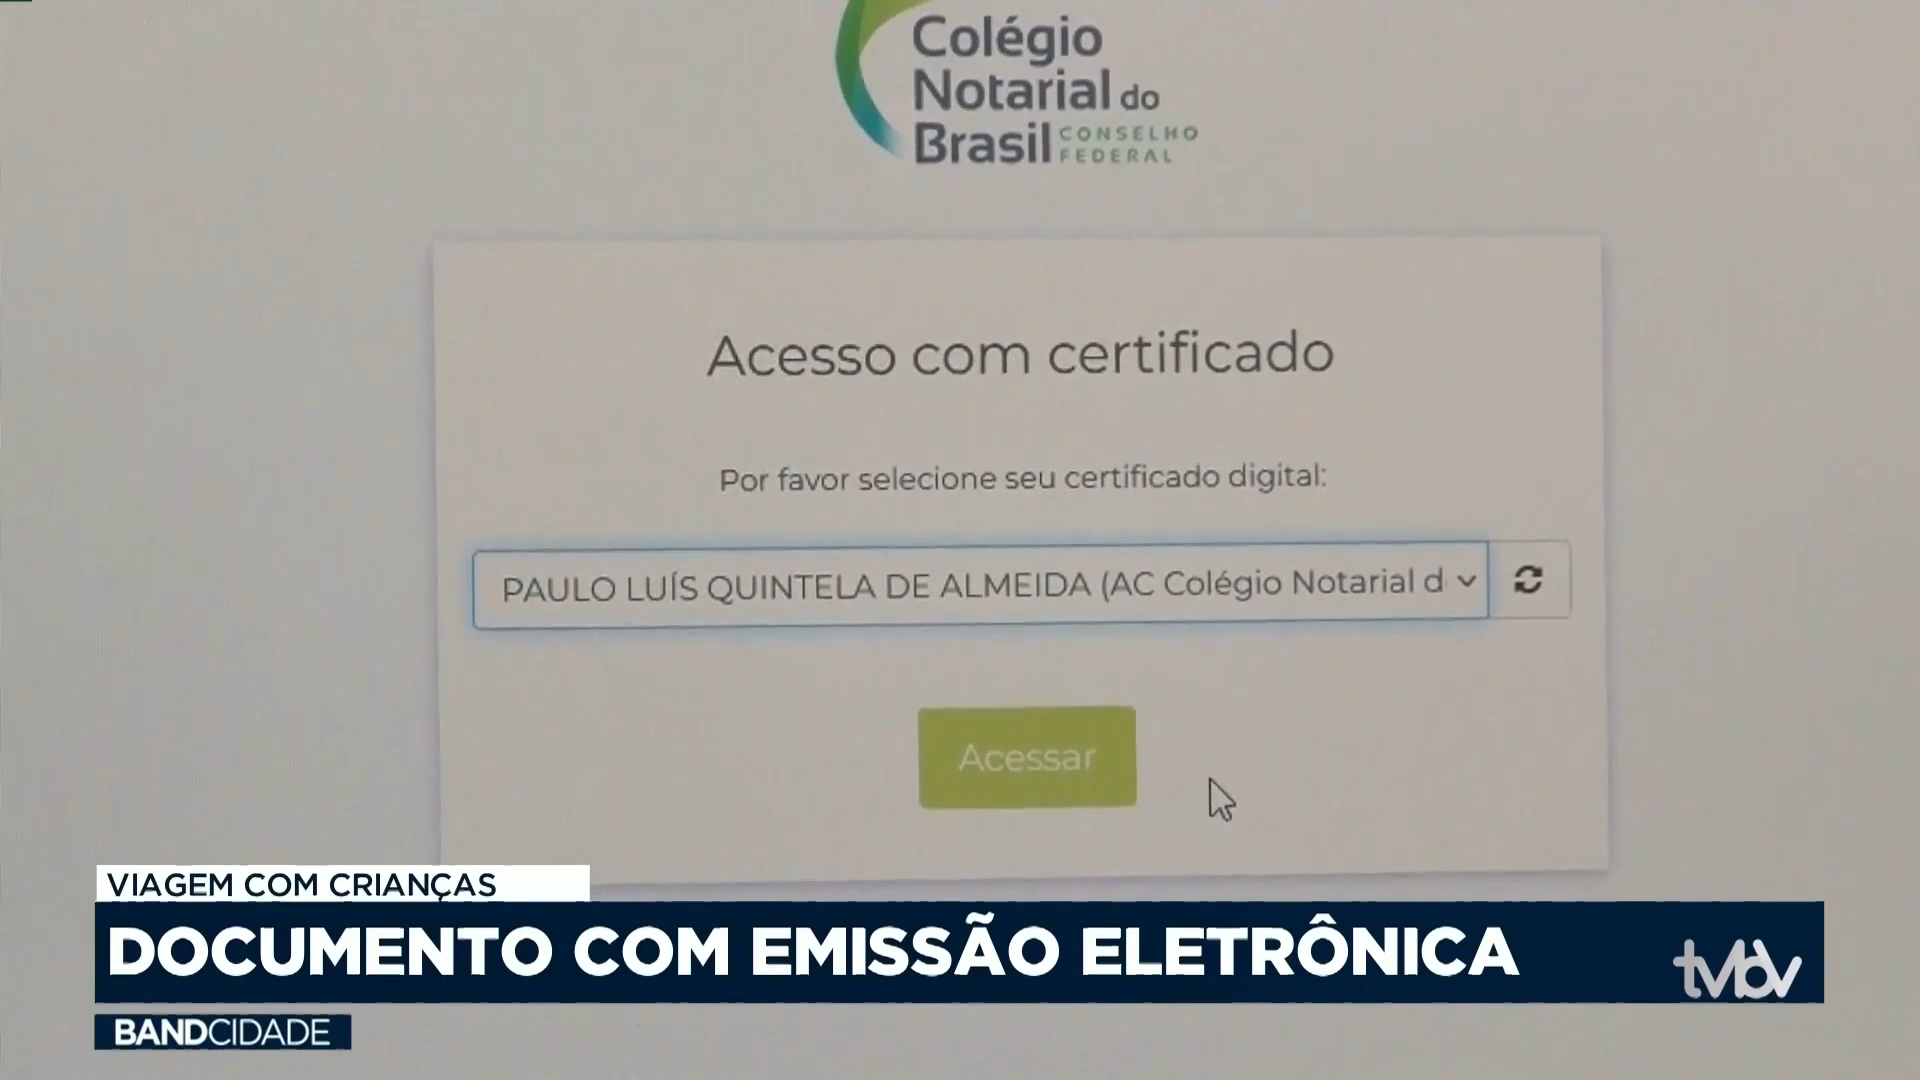 Colégio
Notarial do
Brasil CONSELHO
FEDERAL
Acesso com certificado
Por favor selecione seu certificado digital:
PAULO LUÍS QUINTELA DE ALMEIDA (AC Colégio Notarial d
Acessar
VIAGEM COM CRIANÇAS
DOCUMENTO COM EMISSÃO ELETRÔNICA
tvbv
BANDCIDADE